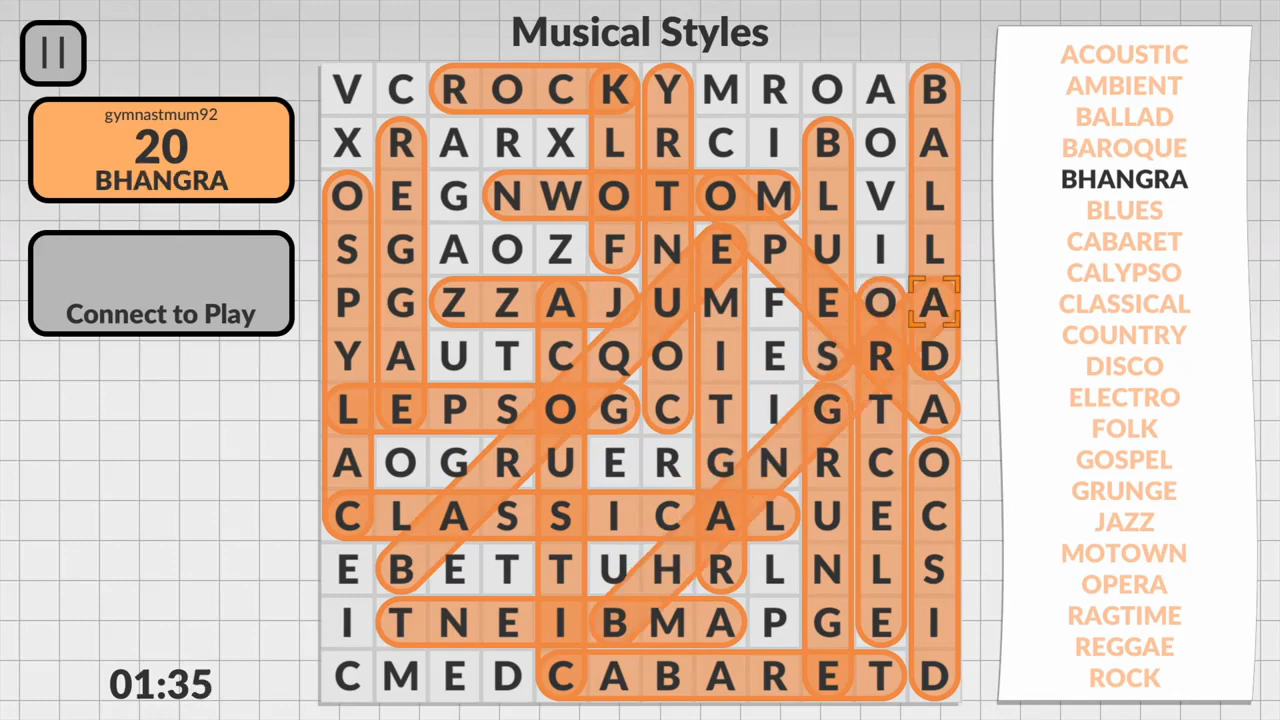 Musical Styles
gymnastmum92
20
BHANGRA
Connect to Play
01:35
V C R O C K Y M R O A B
X R A R X L R C I B O A
O E G N W O T O M L V L
S G A O Z F N E P U I L
P G Z Z A J U M F E O A
Y A U T C Q O I E S R D
L E P S O G C T I G T A
A O G R U E R G N R C O
C L A S S I C A L U E C
E B E T T U H R L N L S
I T N E I B M A P G E I
C M E D C A B A R E T D
ACOUSTIC
AMBIENT
BALLAD
BAROQUE
BHANGRA
BLUES
CABARET
CALYPSO
CLASSICAL
COUNTRY
DISCO
ELECTRO
FOLK
GOSPEL
GRUNGE
JAZZ
MOTOWN
OPERA
RAGTIME
REGGAE
ROCK